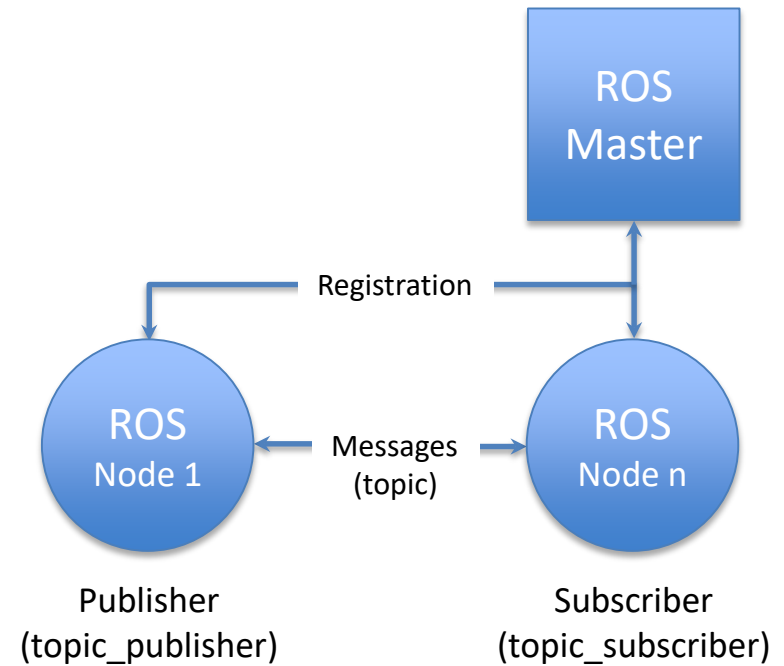 ROS
Master
Registration
ROS
Node 1
Messages
(topic)
ROS
Node n
Publisher
(topic_publisher)
Subscriber
(topic_subscriber)